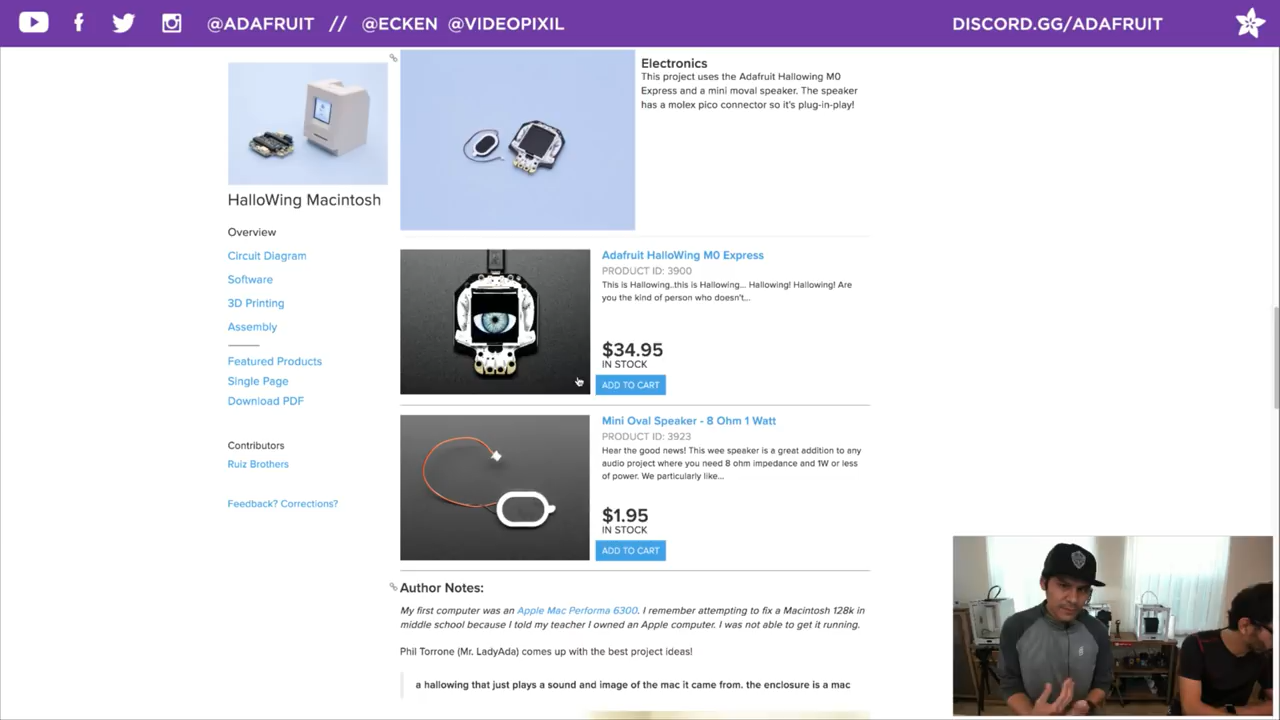 @ADAFRUIT // @ECKEN @VIDEOPIXIL
DISCORD.GG/ADAFRUIT
HalloWing Macintosh
Overview
Circuit Diagram
Software
3D Printing
Assembly
Featured Products
Single Page
Download PDF
Contributors
Ruiz Brothers
Feedback? Corrections?
Electronics
This project uses the Adafruit Hallowing M0
Express and a mini moval speaker. The speaker
has a molex pico connector so it's plug-in-play!
Adafruit HalloWing M0 Express
PRODUCT ID: 3900
This is Hallowing..this is Hallowing... Hallowing! Hallowing! Are
you the kind of person who doesn't...
$34.95
IN STOCK
ADD TO CART
Mini Oval Speaker - 8 Ohm 1 Watt
PRODUCT ID: 3923
Hear the good news! This wee speaker is a great addition to any
audio project where you need 8 ohm impedance and 1W or less
of power. We particularly like...
$1.95
IN STOCK
ADD TO CART
Author Notes:
My first computer was an Apple Mac Performa 6300. I remember attempting to fix a Macintosh 128k in
middle school because I told my teacher I owned an Apple computer. I was not able to get it running.
Phil Torrone (Mr. LadyAda) comes up with the best project ideas!
a hallowing that just plays a sound and image of the mac it came from. the enclosure is a mac